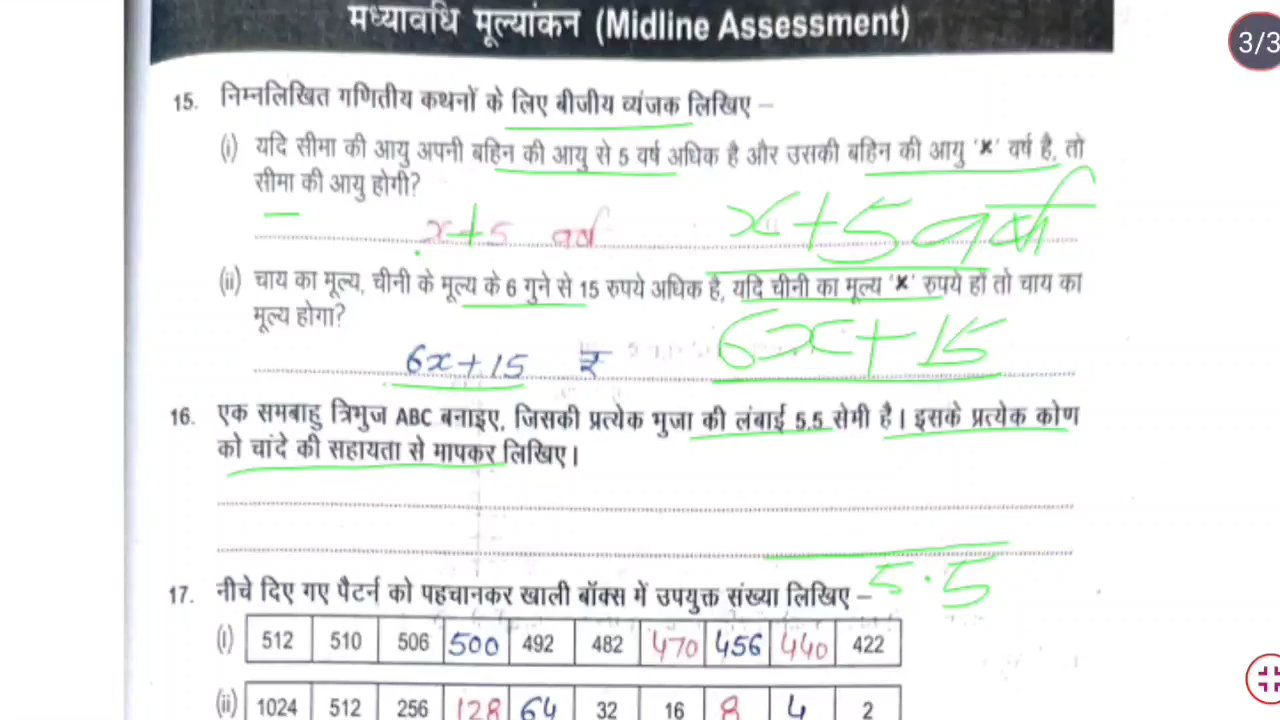 मध्यावधि मूल्यांकन (Midline Assessment)
3/3
15. निम्नलिखित गणितीय कथनों के लिए बीजीय व्यंजक लिखिए –
(i) यदि सीमा की आयु अपनी बहिन की आयु से 5 वर्ष अधिक है और उसकी बहिन की आयु 'x' वर्ष है, तो
सीमा की आयु होगी?
x+5 वर्ष x+5 वर्ष
(ii) चाय का मूल्य, चीनी के मूल्य के 6 गुने से 15 रुपये अधिक है, यदि चीनी का मूल्य 'x' रुपये हो तो चाय का
मूल्य होगा?
6x+15 ₹ 6x+15
16. एक समबाहु त्रिभुज ABC बनाइए, जिसकी प्रत्येक भुजा की लंबाई 5.5 सेमी है। इसके प्रत्येक कोण
को चांदे की सहायता से मापकर लिखिए।
5.5
17. नीचे दिए गए पैटर्न को पहचानकर खाली बॉक्स में उपयुक्त संख्या लिखिए –
(i) 512 510 506 500 492 482 470 456 440 422
(ii) 1024 512 256 128 64 32 16 8 4 2